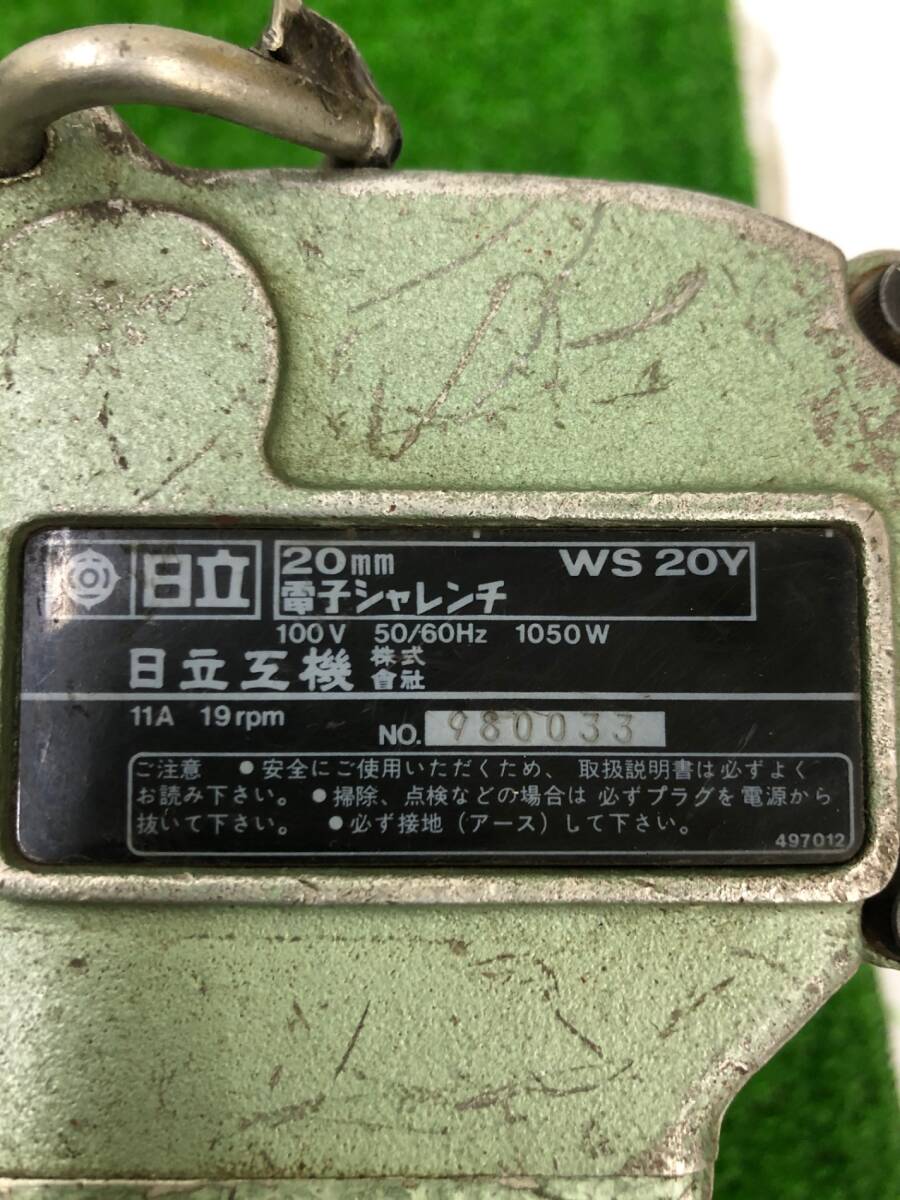 日立
20mm WS 20Y
電子シャレンチ
100V 50/60Hz 1050W
日立工機 株式會社
11A 19rpm
NO. 980033
ご注意 ●安全にご使用いただくため、取扱説明書は必ずよく
お読み下さい。●掃除、点検などの場合は必ずプラグを電源から
抜いて下さい。 ●必ず接地(アース)して下さい。
497012